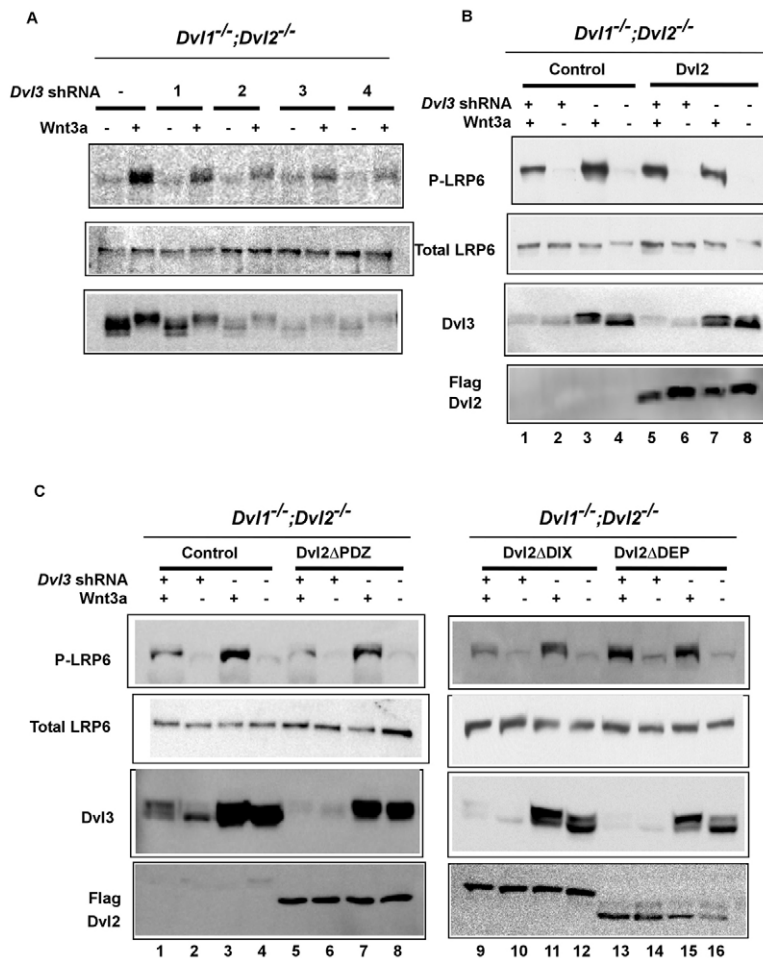 A
Dvl1-/-;Dvl2-/-
Dvl3 shRNA - 1 2 3 4
Wnt3a - + - + - + - + - +
B
Dvl1-/-;Dvl2-/-
Control Dvl2
Dvl3 shRNA + + - - + + - -
Wnt3a + - + - + - + -
P-LRP6
Total LRP6
Dvl3
Flag
Dvl2
1 2 3 4 5 6 7 8
C
Dvl1-/-;Dvl2-/-
Control Dvl2ΔPDZ
Dvl3 shRNA + + - - + + - -
Wnt3a + - + - + - + -
P-LRP6
Total LRP6
Dvl3
Flag
Dvl2
1 2 3 4 5 6 7 8
Dvl1-/-;Dvl2-/-
Dvl2ΔDIX Dvl2ΔDEP
+ + - - + + - -
+ - + - + - + -
9 10 11 12 13 14 15 16